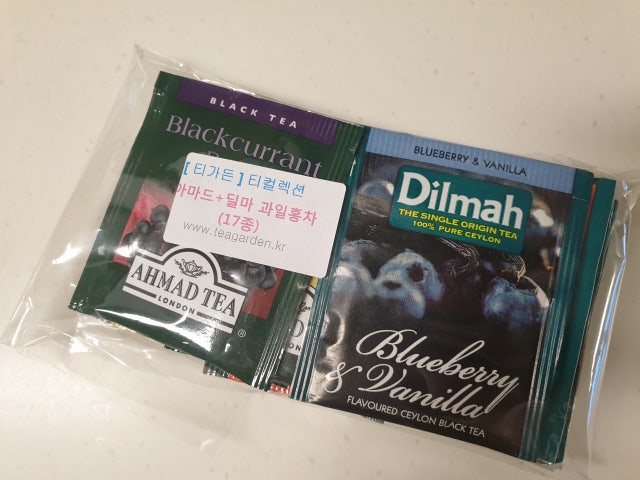 BLACK TEA
Blackcurrant
[ 티가든 ] 티컬렉션
아마드+딜마 과일홍차
(17종)
www.teagarden.kr
AHMAD TEA
LONDON
®
BLUEBERRY & VANILLA
Dilmah
THE SINGLE ORIGIN TEA
100% PURE CEYLON
Blueberry
& Vanilla
FLAVOURED CEYLON BLACK TEA